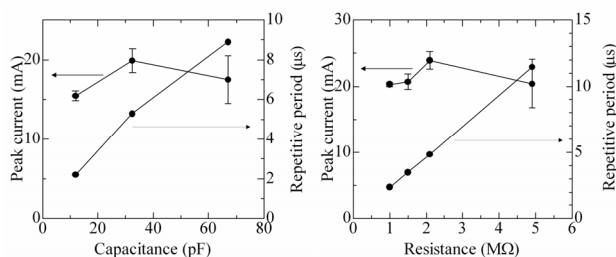 Peak current (mA)
20
10
0
10
8
6
4
2
0
Repetitive period (μs)
0 20 40 60 80
Capacitance (pF)
Peak current (mA)
30
20
10
0
15
10
5
0
Repetitive period (μs)
0 1 2 3 4 5 6
Resistance (MΩ)